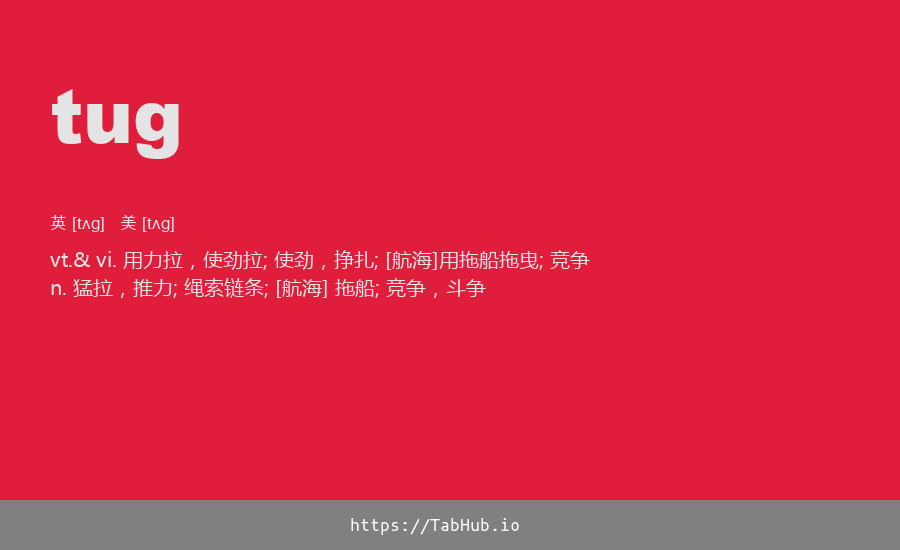 tug
英 [tʌg] 美 [tʌg]
vt.& vi. 用力拉，使劲拉; 使劲，挣扎; [航海]用拖船拖曳; 竞争
n. 猛拉，推力; 绳索链条; [航海] 拖船; 竞争，斗争
https://TabHub.io